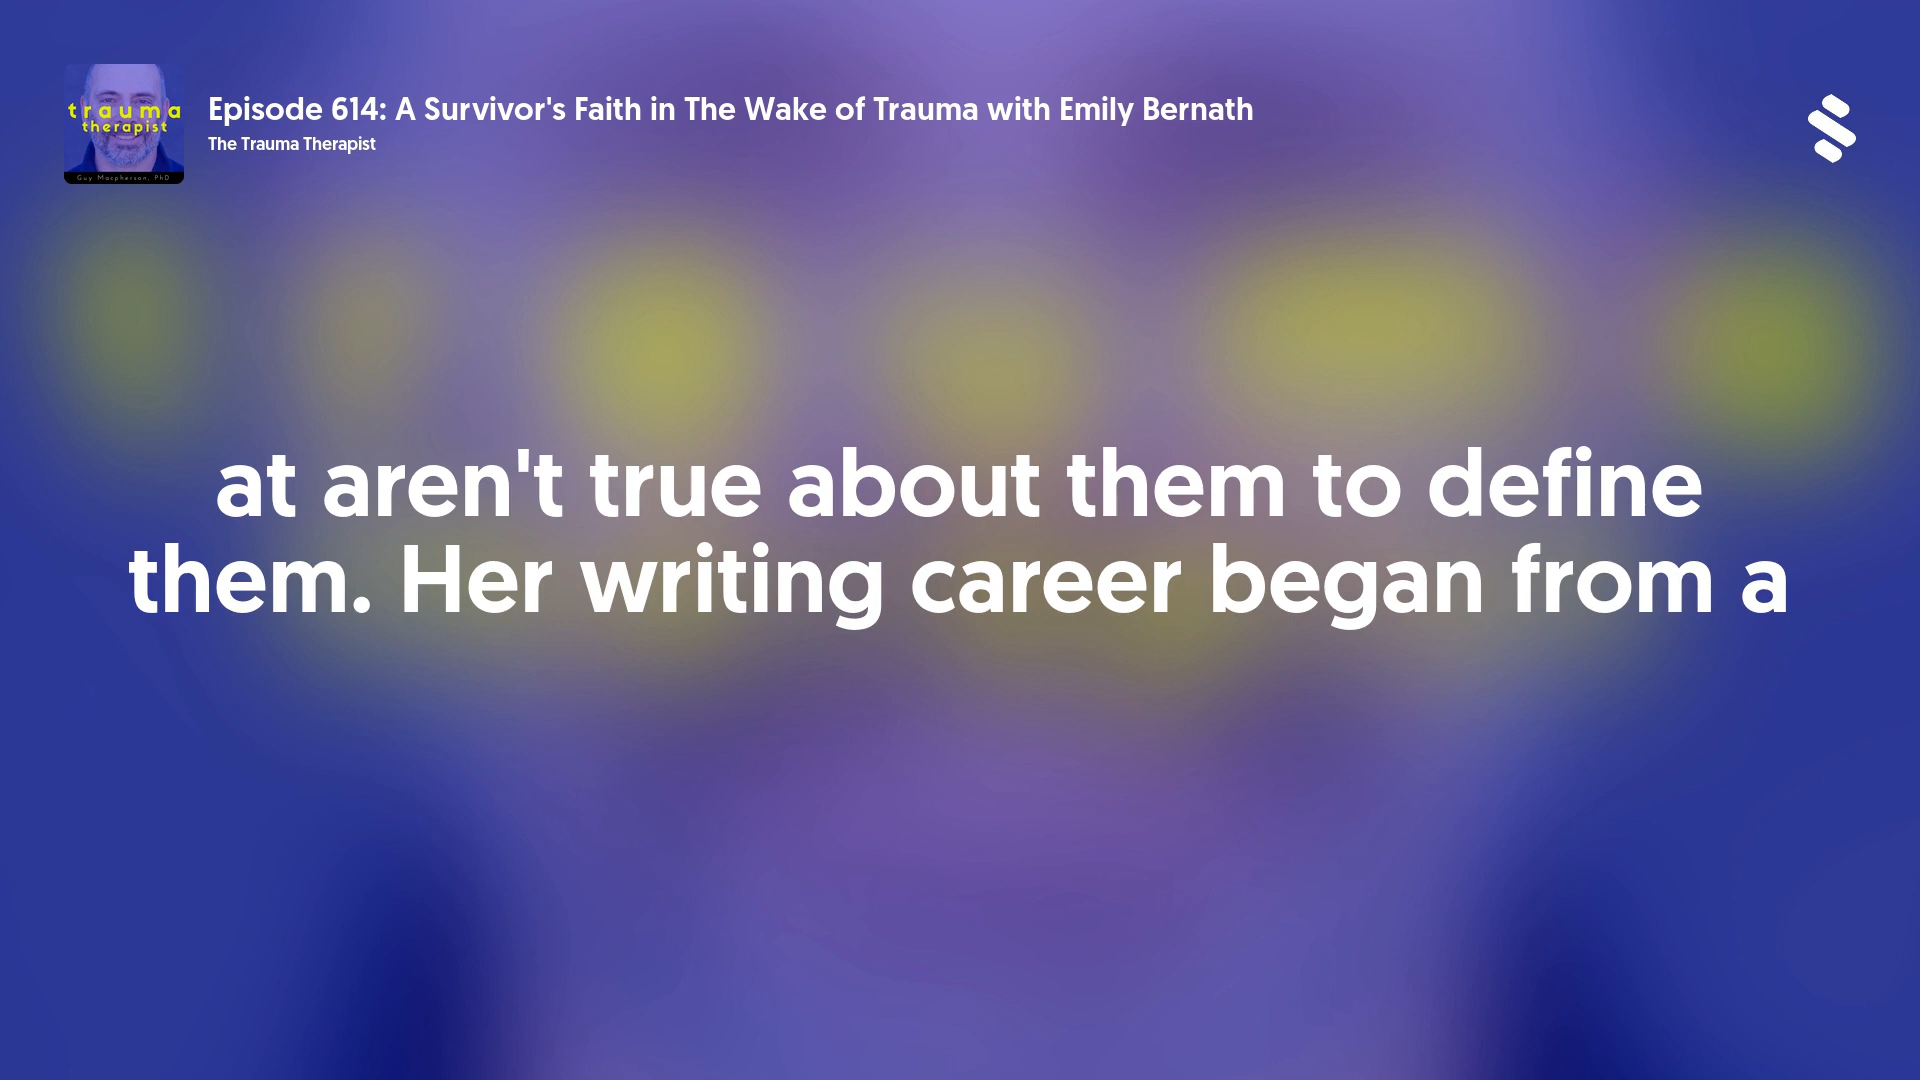 trauma
therapist
Guy Macpherson, PhD
Episode 614: A Survivor's Faith in The Wake of Trauma with Emily Bernath
The Trauma Therapist
at aren't true about them to define
them. Her writing career began from a